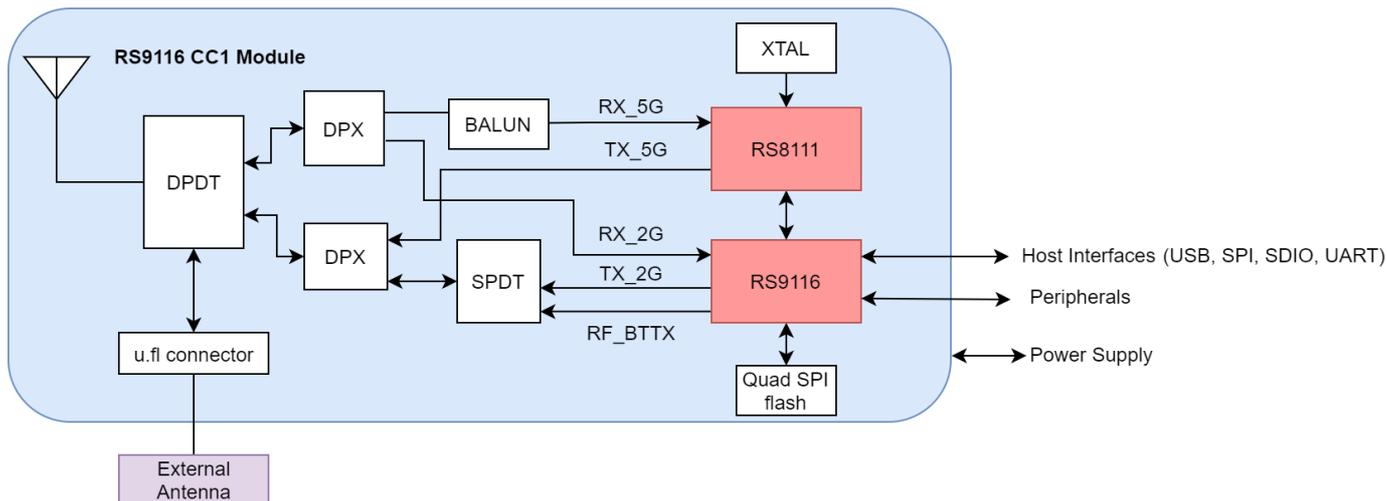 XTAL
RS9116 CC1 Module
RX_5G
DPX
BALUN
TX_5G
RS8111
DPDT
RX_2G
DPX
Host Interfaces (USB, SPI, SDIO, UART)
TX_2G
SPDT
RS9116
Peripherals
RF_BTTX
u.fl connector
Power Supply
Quad SPI
flash
External
Antenna